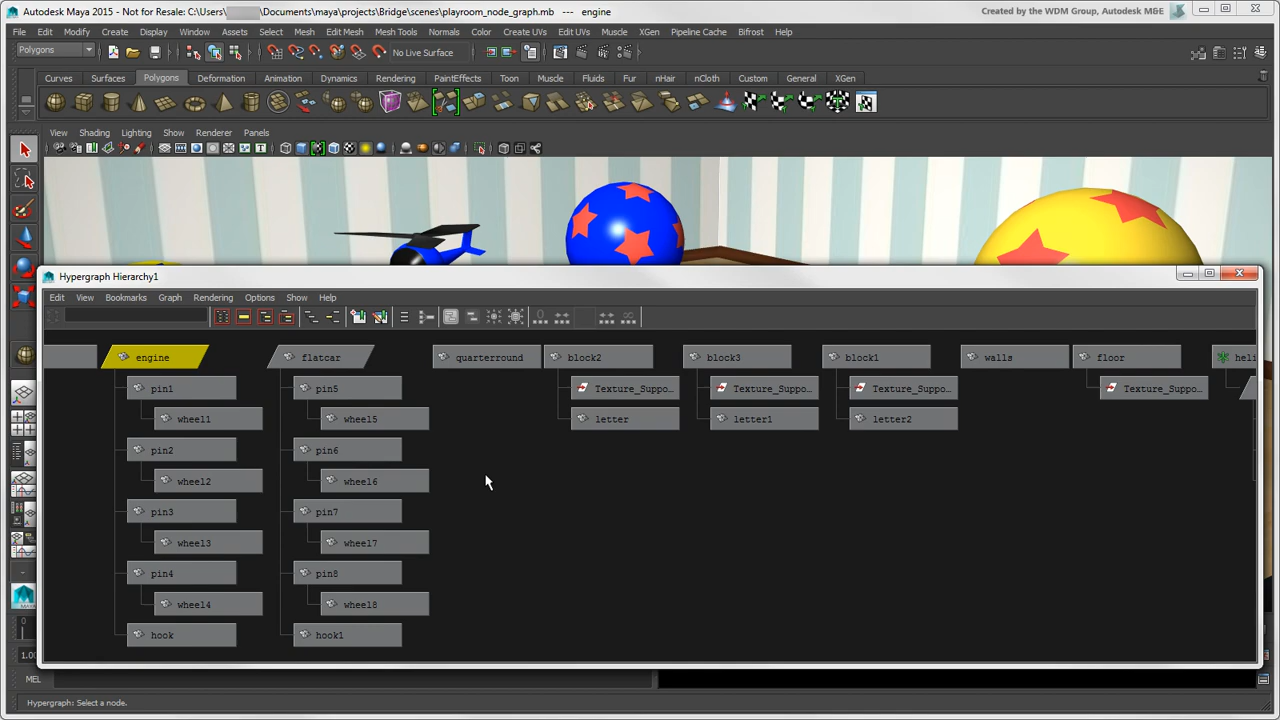 Autodesk Maya 2015 - Not for Resale: C:\Users\ \Documents\maya\projects\Bridge\scenes\playroom_node_graph.mb --- engine
Created by the WDM Group, Autodesk M&E
File Edit Modify Create Display Window Assets Select Mesh Edit Mesh Mesh Tools Normals Color Create UVs Edit UVs Muscle XGen Pipeline Cache Bifrost Help
Polygons
No Live Surface
Curves Surfaces Polygons Deformation Animation Dynamics Rendering PaintEffects Toon Muscle Fluids Fur nHair nCloth Custom General XGen
View Shading Lighting Show Renderer Panels
Hypergraph Hierarchy1
Edit View Bookmarks Graph Rendering Options Show Help
engine flatcar quarterround block2 block3 block1 walls floor heli
pin1 pin5 Texture_Suppo... Texture_Suppo... Texture_Suppo... Texture_Suppo...
wheel1 wheel5 letter letter1 letter2
pin2 pin6
wheel2 wheel6
pin3 pin7
wheel3 wheel7
pin4 pin8
wheel4 wheel8
0
hook hook1
1.00
MEL
Hypergraph: Select a node.